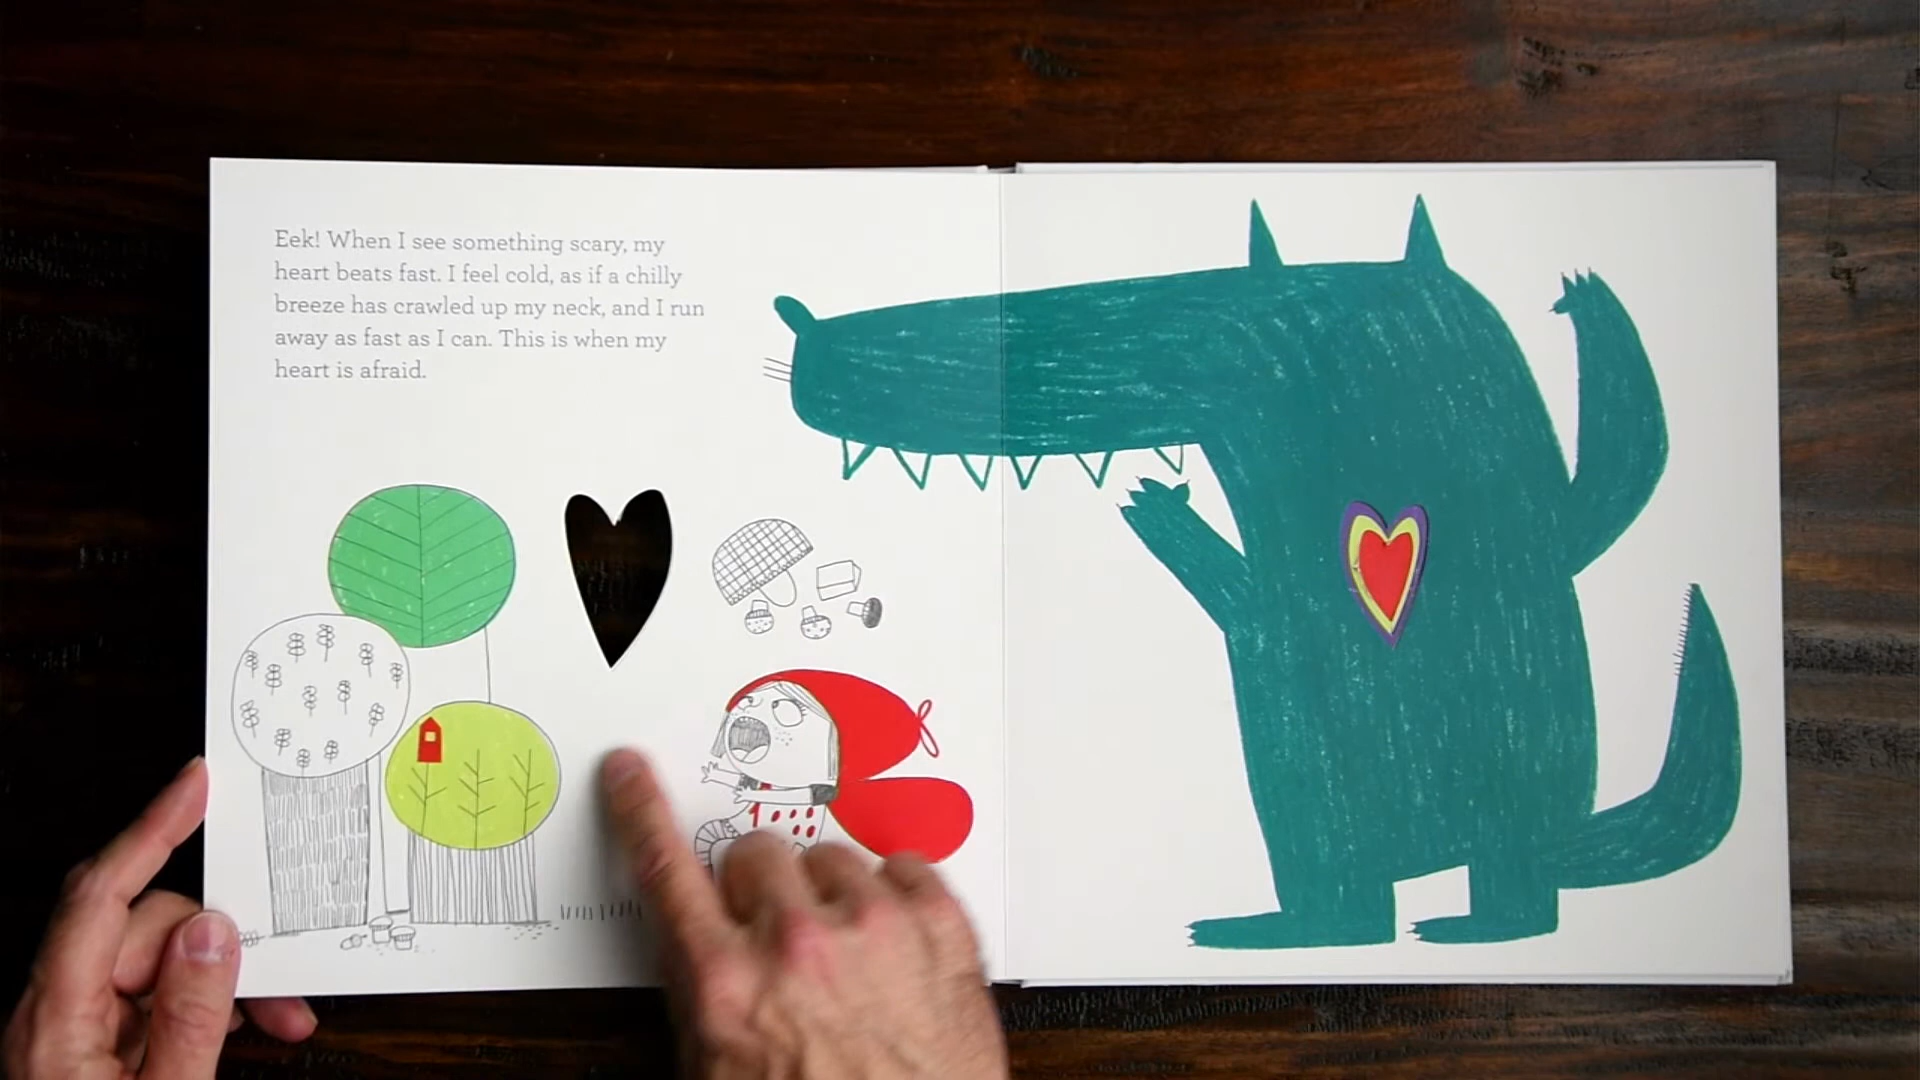 Eek! When I see something scary, my
heart beats fast. I feel cold, as if a chilly
breeze has crawled up my neck, and I run
away as fast as I can. This is when my
heart is afraid.